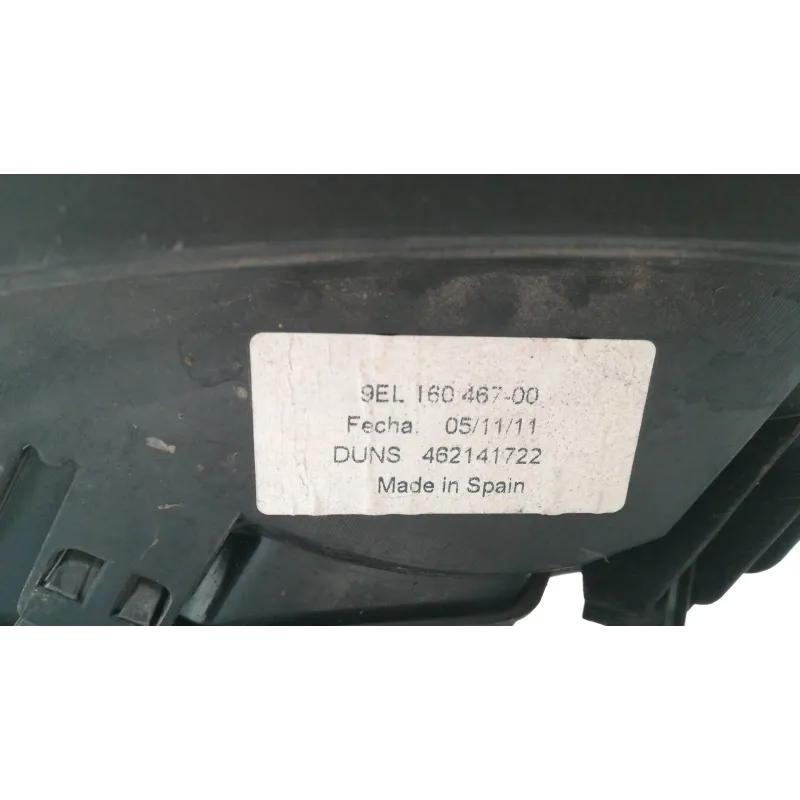 9EL 160 467-00
Fecha: 05/11/11
DUNS 462141722
Made in Spain